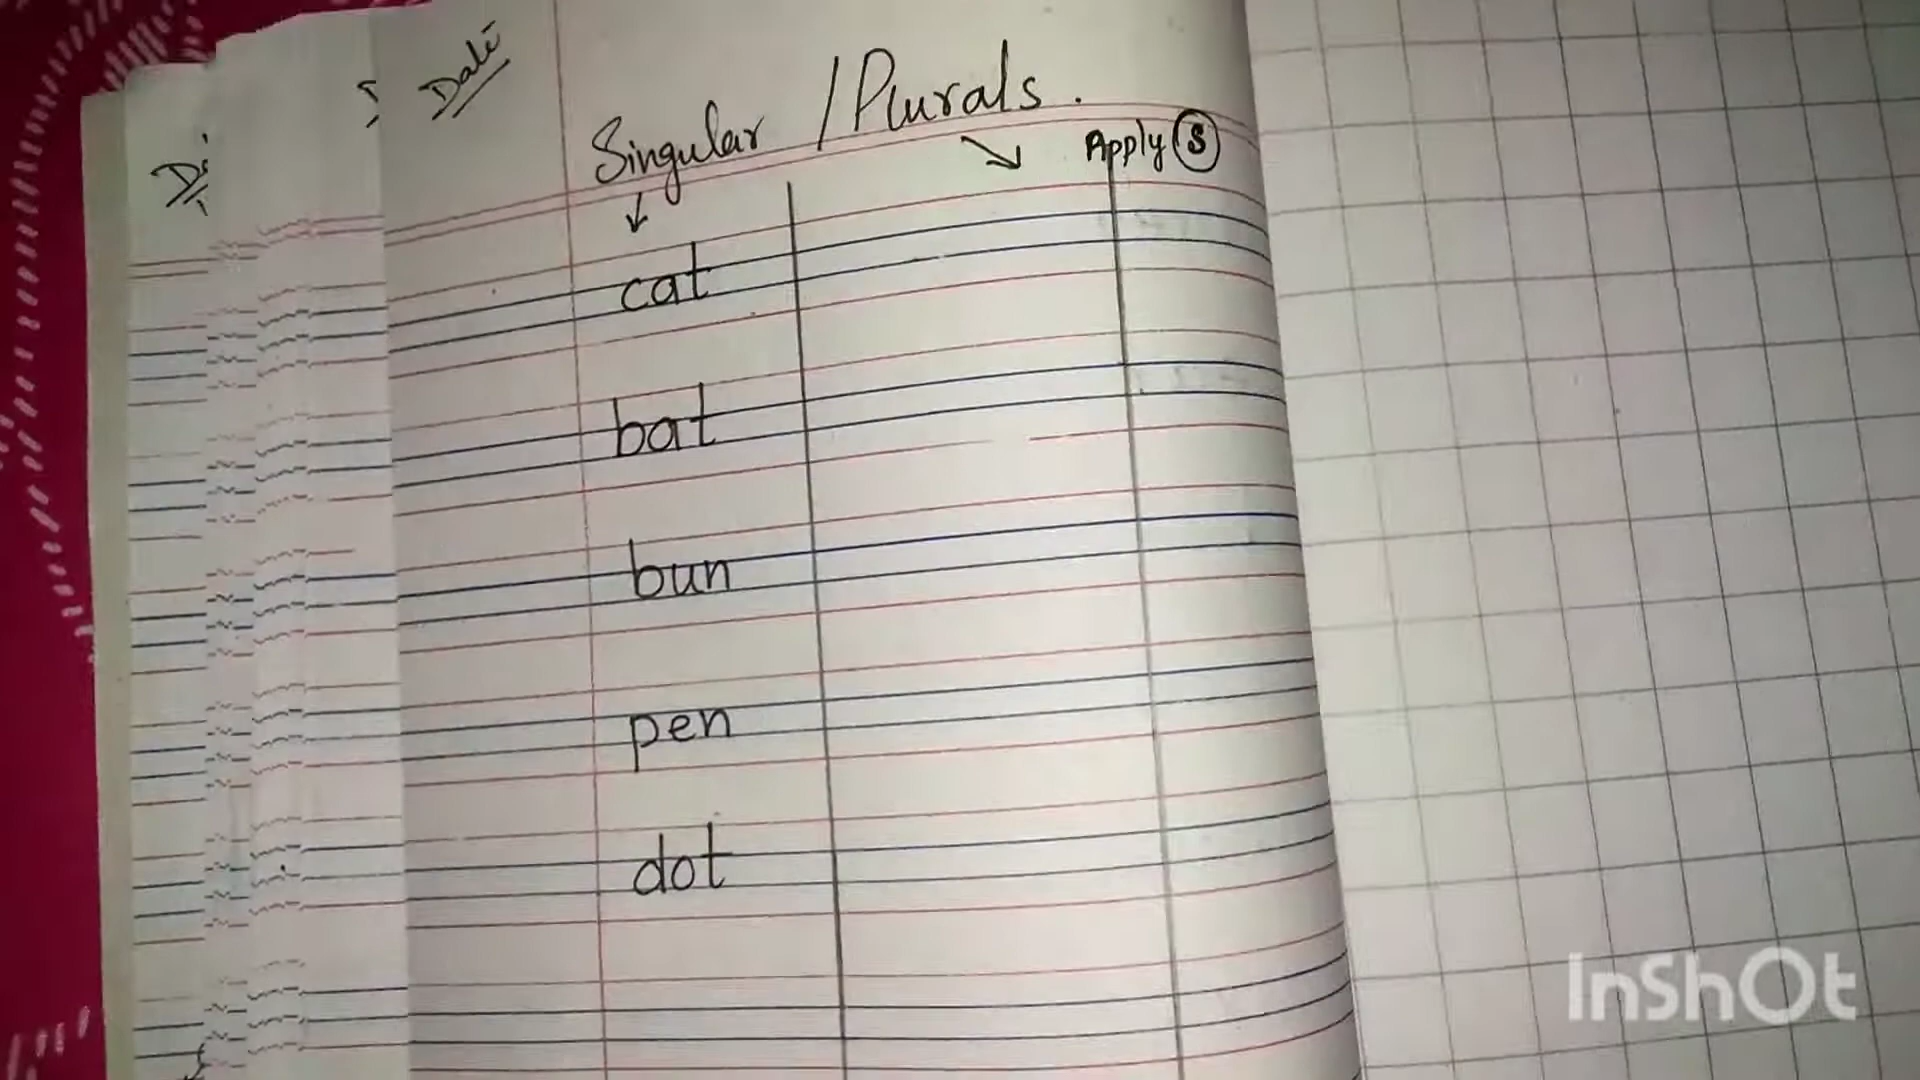 Date
Singular / Plurals.
Apply S
cat
bat
bun
pen
dot
InShOt